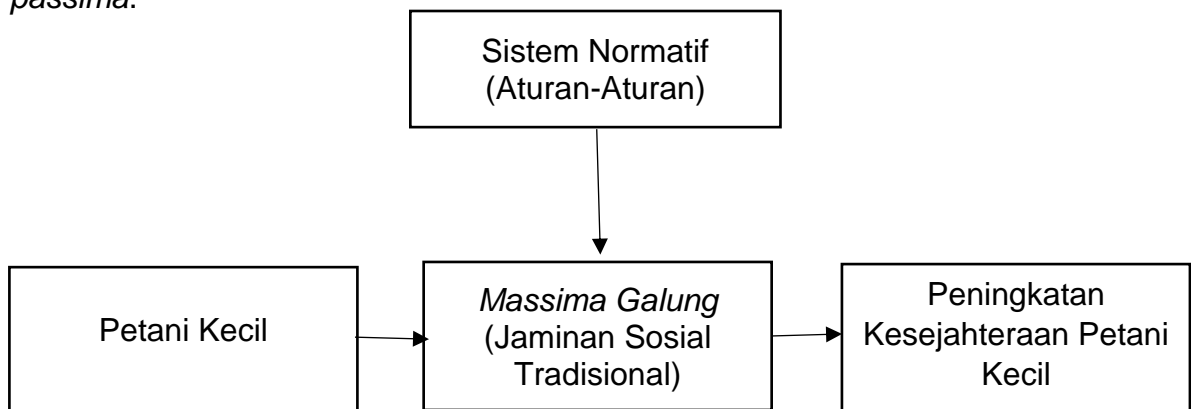 passima.
Sistem Normatif
(Aturan-Aturan)
Petani Kecil
Massima Galung
(Jaminan Sosial
Tradisional)
Peningkatan
Kesejahteraan Petani
Kecil